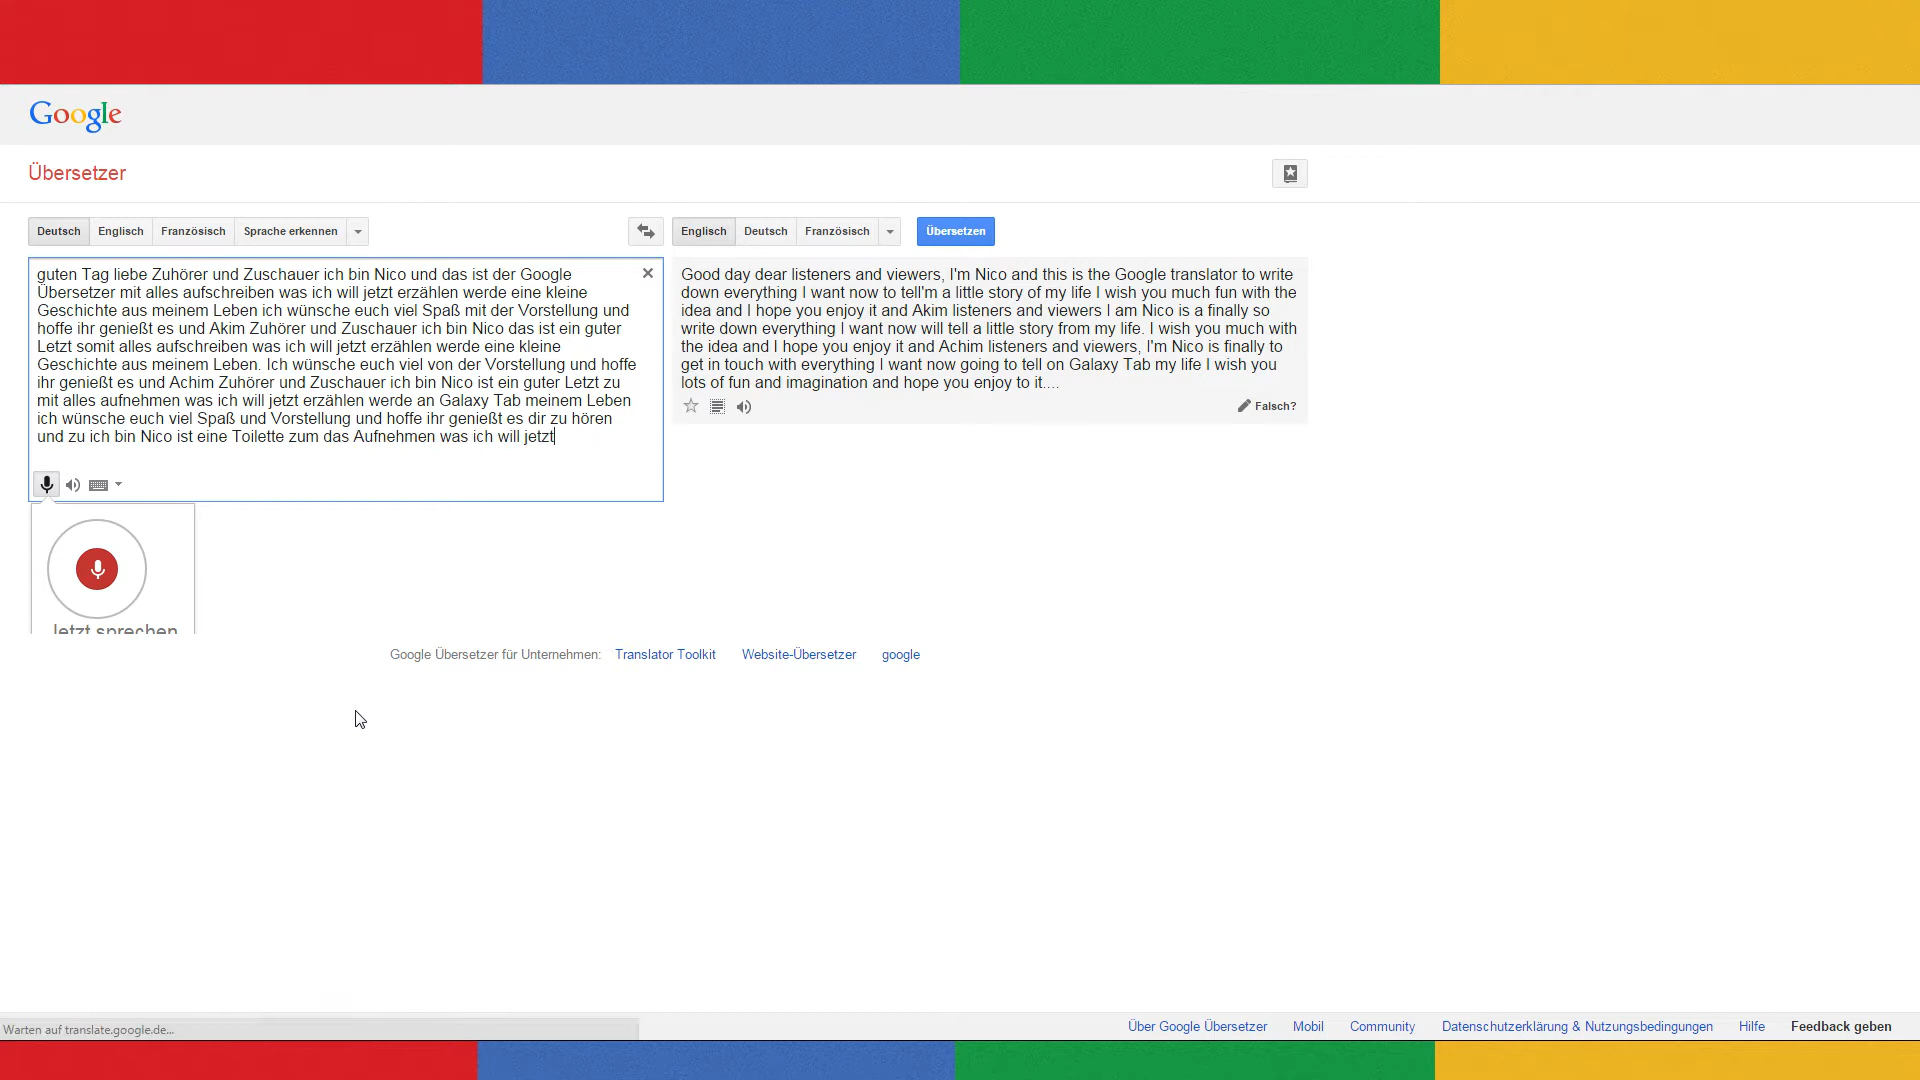 Google
Übersetzer
Deutsch Englisch Französisch Sprache erkennen
Englisch Deutsch Französisch Übersetzen
guten Tag liebe Zuhörer und Zuschauer ich bin Nico und das ist der Google
Übersetzer mit alles aufschreiben was ich will jetzt erzählen werde eine kleine
Geschichte aus meinem Leben ich wünsche euch viel Spaß mit der Vorstellung und
hoffe ihr genießt es und Akim Zuhörer und Zuschauer ich bin Nico das ist ein guter
Letzt somit alles aufschreiben was ich will jetzt erzählen werde eine kleine
Geschichte aus meinem Leben. Ich wünsche euch viel von der Vorstellung und hoffe
ihr genießt es und Achim Zuhörer und Zuschauer ich bin Nico ist ein guter Letzt zu
mit alles aufnehmen was ich will jetzt erzählen werde an Galaxy Tab meinem Leben
ich wünsche euch viel Spaß und Vorstellung und hoffe ihr genießt es dir zu hören
und zu ich bin Nico ist eine Toilette zum das Aufnehmen was ich will jetzt
Good day dear listeners and viewers, I'm Nico and this is the Google translator to write
down everything I want now to tell'm a little story of my life I wish you much fun with the
idea and I hope you enjoy it and Akim listeners and viewers I am Nico is a finally so
write down everything I want now will tell a little story from my life. I wish you much with
the idea and I hope you enjoy it and Achim listeners and viewers, I'm Nico is finally to
get in touch with everything I want now going to tell on Galaxy Tab my life I wish you
lots of fun and imagination and hope you enjoy to it....
Falsch?
Jetzt sprechen
Google Übersetzer für Unternehmen: Translator Toolkit Website-Übersetzer google
Warten auf translate.google.de...
Über Google Übersetzer Mobil Community Datenschutzerklärung & Nutzungsbedingungen Hilfe Feedback geben